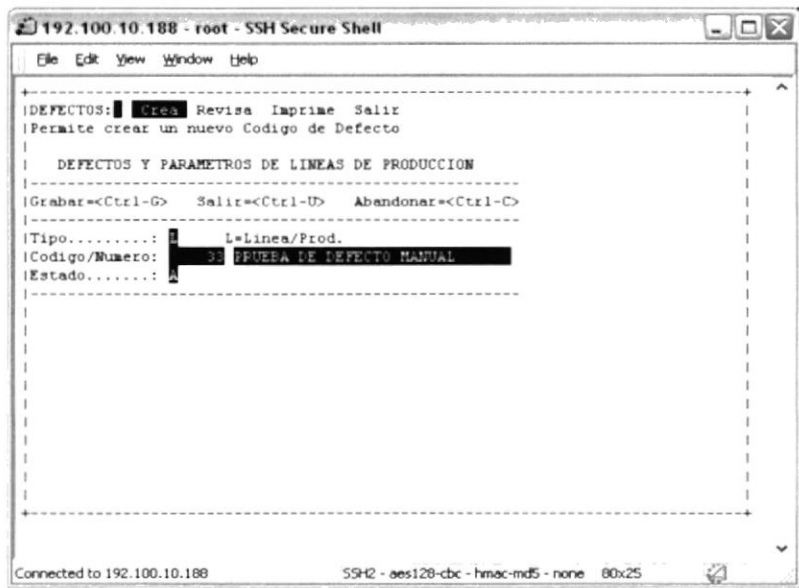 192.100.10.188 - root - SSH Secure Shell
File Edit View Window Help
DEFECTOS: Crea Revisa Imprime Salir
Permite crear un nuevo Codigo de Defecto
DEFECTOS Y PARAMETROS DE LINEAS DE PRODUCCION
Grabar=<Ctrl-G> Salir=<Ctrl-U> Abandonar=<Ctrl-C>
Tipo.........: L L=Linea/Prod.
Codigo/Numero: 33 PRUEBA DE DEFECTO MANUAL
Estado.......: A
Connected to 192.100.10.188 SSH2 - aes128-cbc - hmac-md5 - none 80x25